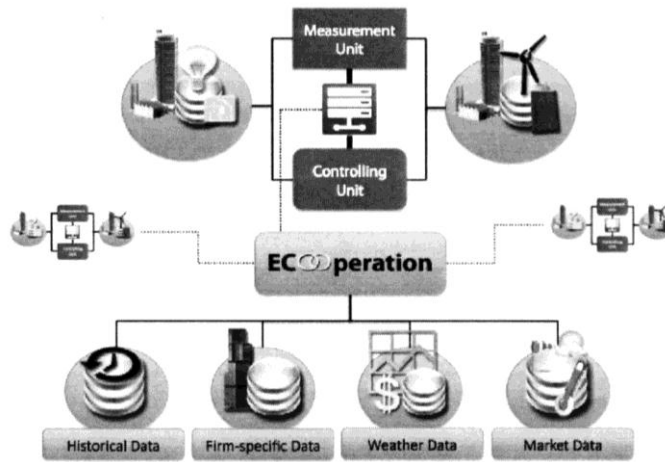 Measurement
Unit
Controlling
Unit
ECOOperation
Historical Data
Firm-specific Data
Weather Data
Market Data